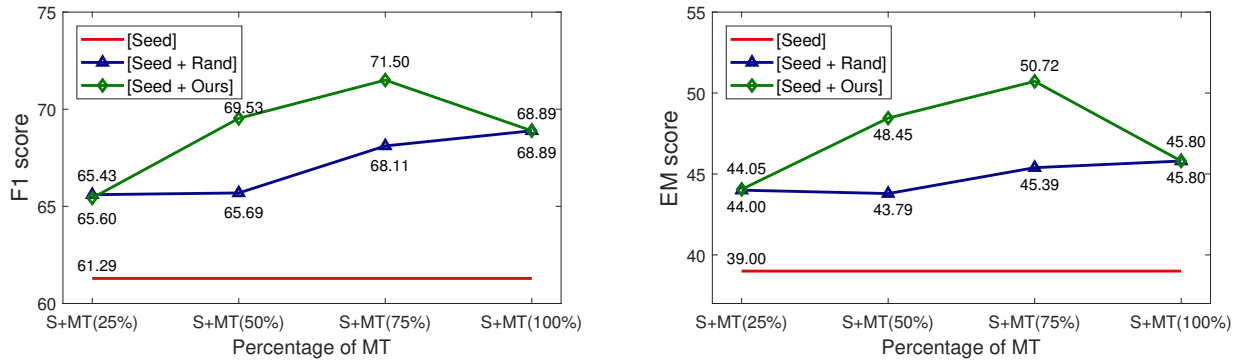 75
70
65
60
F1 score
[Seed]
[Seed + Rand]
[Seed + Ours]
65.43
65.60
61.29
69.53
65.69
71.50
68.11
68.89
68.89
S+MT(25%) S+MT(50%) S+MT(75%) S+MT(100%)
Percentage of MT
55
50
45
40
EM score
[Seed]
[Seed + Rand]
[Seed + Ours]
44.05
44.00
39.00
48.45
43.79
50.72
45.39
45.80
45.80
S+MT(25%) S+MT(50%) S+MT(75%) S+MT(100%)
Percentage of MT